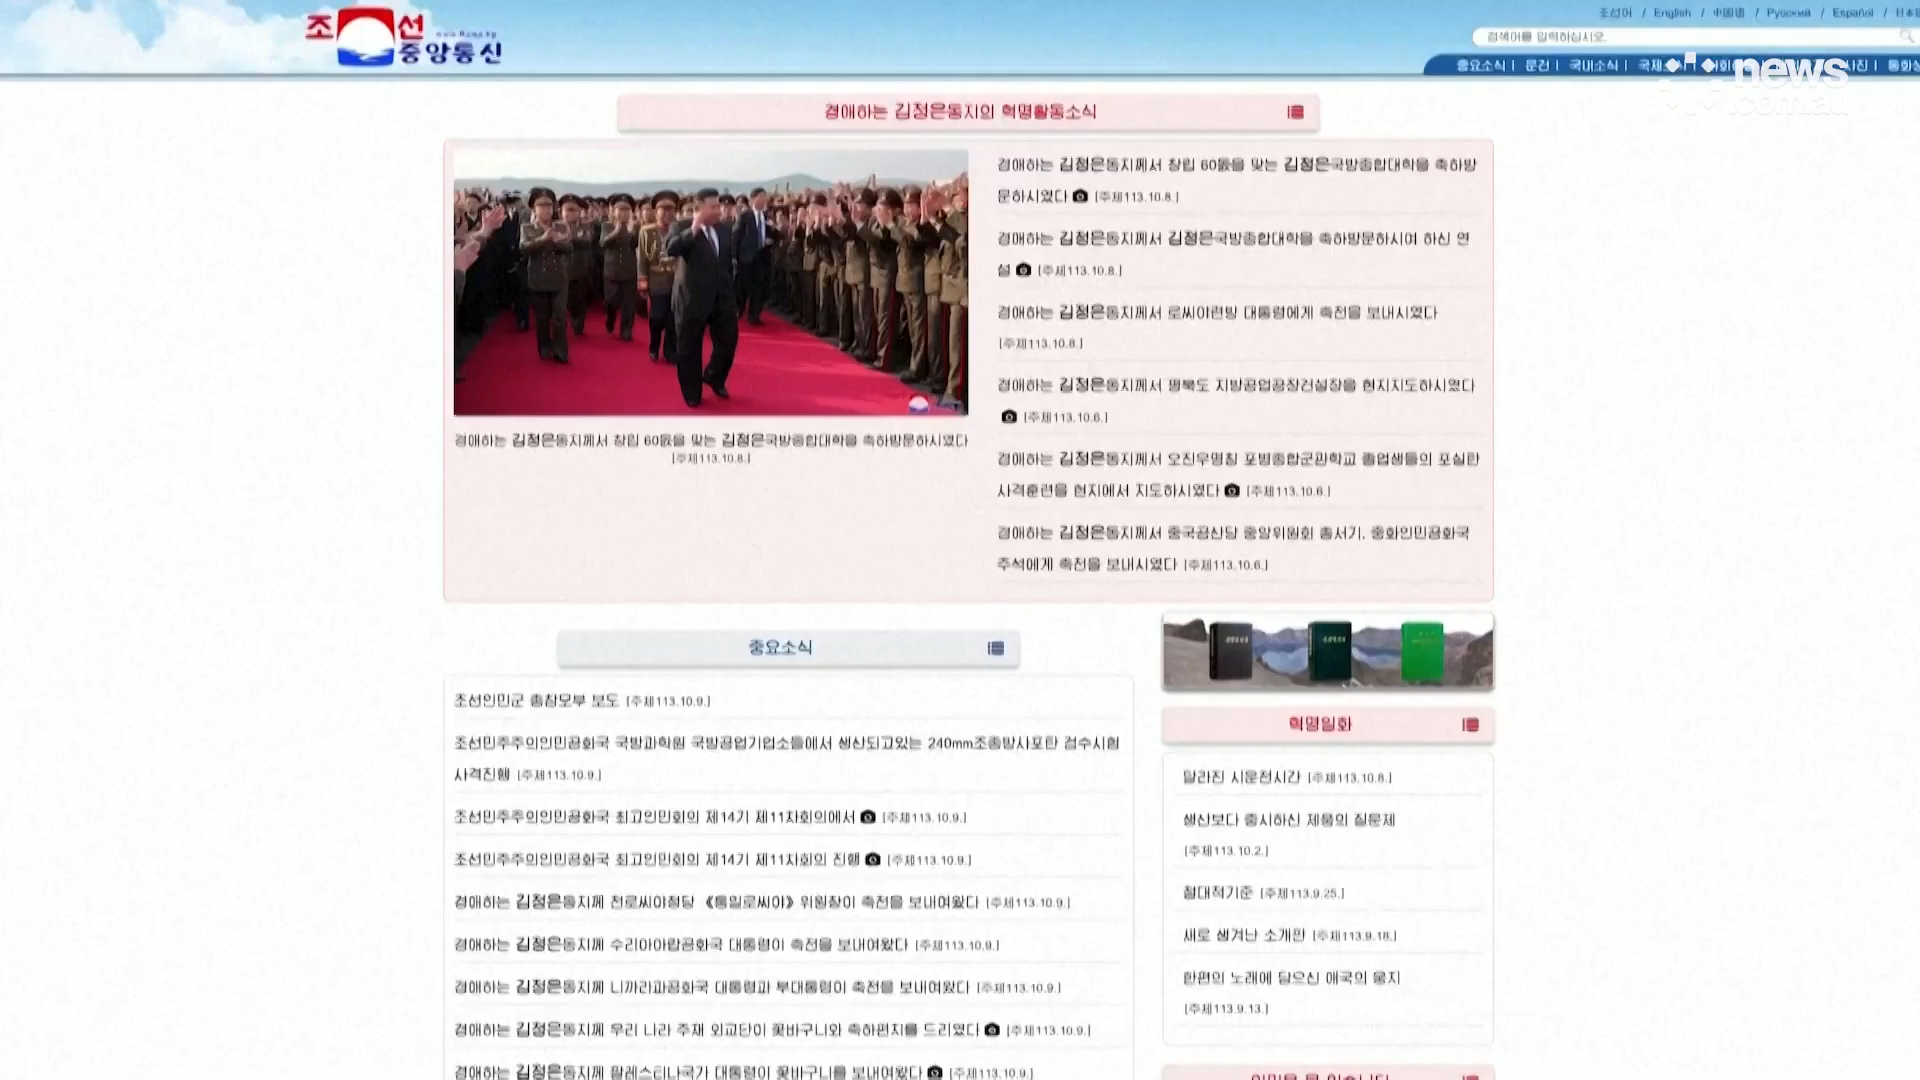 조선
www.kcna.kp
중앙통신
조선어 / English / 中国语 / Русский / Español / 日本
검색어를 입력하십시오.
중요소식 | 문건 | 국내소식 |
news
com.au
경애하는 김정은동지의 혁명활동소식
경애하는 김정은동지께서 창립 60돐을 맞는 김정은국방종합대학을 축하방문하시였다
[주체113.10.8.]
경애하는 김정은동지께서 창립 60돐을 맞는 김정은국방종합대학을 축하방
문하시였다 [주체113.10.8.]
경애하는 김정은동지께서 김정은국방종합대학을 축하방문하시여 하신 연
설 [주체113.10.8.]
경애하는 김정은동지께서 로씨야련방 대통령에게 축전을 보내시였다
[주체113.10.8.]
경애하는 김정은동지께서 평북도 지방공업공장건설장을 현지지도하시였다
[주체113.10.6.]
경애하는 김정은동지께서 오진우명칭 포병종합군관학교 졸업생들의 포실탄
사격훈련을 현지에서 지도하시였다 [주체113.10.6.]
경애하는 김정은동지께서 중국공산당 중앙위원회 총서기, 중화인민공화국
주석에게 축전을 보내시였다 [주체113.10.6.]
중요소식
조선인민군 총참모부 보도 [주체113.10.9.]
조선민주주의인민공화국 국방과학원 국방공업기업소들에서 생산되고있는 240mm조종방사포탄 검수시험
사격진행 [주체113.10.9.]
조선민주주의인민공화국 최고인민회의 제14기 제11차회의에서 [주체113.10.9.]
조선민주주의인민공화국 최고인민회의 제14기 제11차회의 진행 [주체113.10.9.]
경애하는 김정은동지께 전로씨야정당 《통일로씨야》 위원장이 축전을 보내여왔다 [주체113.10.9.]
경애하는 김정은동지께 수리아아랍공화국 대통령이 축전을 보내여왔다 [주체113.10.9.]
경애하는 김정은동지께 니까라과공화국 대통령과 부대통령이 축전을 보내여왔다 [주체113.10.9.]
경애하는 김정은동지께 우리 나라 주재 외교단이 꽃바구니와 축하편지를 드리였다 [주체113.10.9.]
경애하는 김정은동지께 팔레스티나국가 대통령이 꽃바구니를 보내여왔다 [주체113.10.9.]
혁명일화
달라진 시운전시간 [주체113.10.8.]
생산보다 중시하신 제품의 질문제
[주체113.10.2.]
절대적기준 [주체113.9.25.]
새로 생겨난 소개판 [주체113.9.18.]
한편의 노래에 담으신 애국의 뜻
[주체113.9.13.]